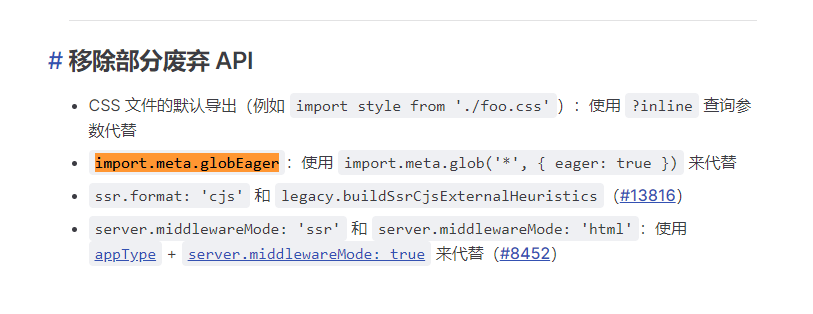 # 移除部分废弃 API
• CSS 文件的默认导出（例如 import style from './foo.css'）：使用 ?inline 查询参
数代替
• import.meta.globEager：使用 import.meta.glob('*', { eager: true }) 来代替
• ssr.format: 'cjs' 和 legacy.buildSsrCjsExternalHeuristics（#13816）
• server.middlewareMode: 'ssr' 和 server.middlewareMode: 'html'：使用
appType + server.middlewareMode: true 来代替（#8452）